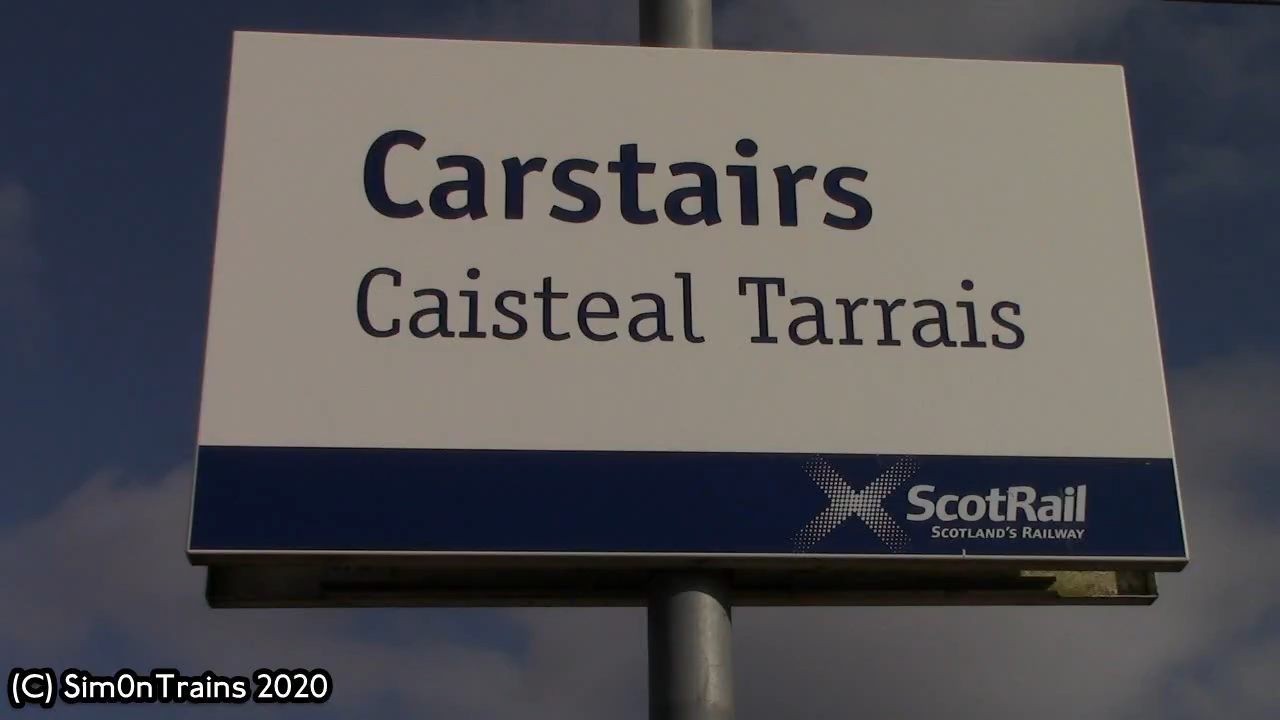 Carstairs
Caisteal Tarrais
ScotRail
SCOTLAND'S RAILWAY
(C) Sim0nTrains 2020